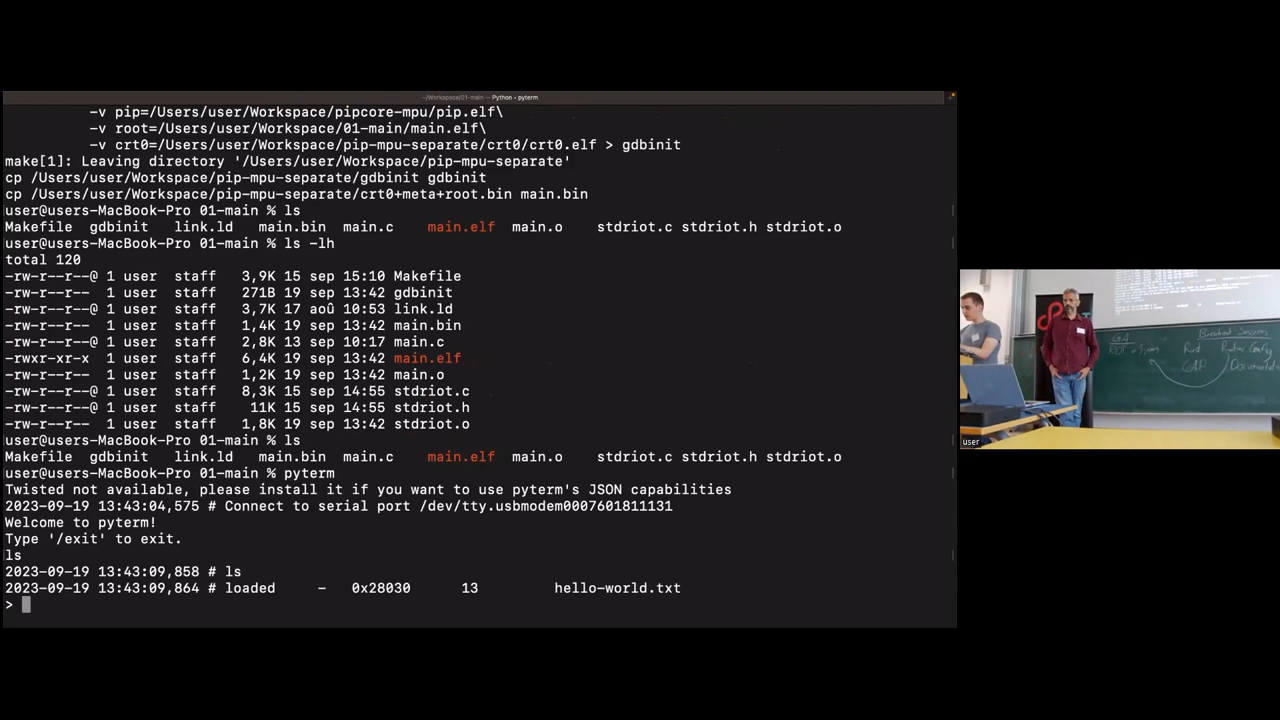 ~/Workspace/01-main — Python • pyterm
-v pip=/Users/user/Workspace/pipcore-mpu/pip.elf\
-v root=/Users/user/Workspace/01-main/main.elf\
-v crt0=/Users/user/Workspace/pip-mpu-separate/crt0/crt0.elf > gdbinit
make[1]: Leaving directory '/Users/user/Workspace/pip-mpu-separate'
cp /Users/user/Workspace/pip-mpu-separate/gdbinit gdbinit
cp /Users/user/Workspace/pip-mpu-separate/crt0+meta+root.bin main.bin
user@users-MacBook-Pro 01-main % ls
Makefile gdbinit link.ld main.bin main.c main.elf main.o stdriot.c stdriot.h stdriot.o
user@users-MacBook-Pro 01-main % ls -lh
total 120
-rw-r--r--@ 1 user staff 3,9K 15 sep 15:10 Makefile
-rw-r--r-- 1 user staff 271B 19 sep 13:42 gdbinit
-rw-r--r--@ 1 user staff 3,7K 17 aoû 10:53 link.ld
-rw-r--r-- 1 user staff 1,4K 19 sep 13:42 main.bin
-rw-r--r--@ 1 user staff 2,8K 13 sep 10:17 main.c
-rwxr-xr-x 1 user staff 6,4K 19 sep 13:42 main.elf
-rw-r--r-- 1 user staff 1,2K 19 sep 13:42 main.o
-rw-r--r--@ 1 user staff 8,3K 15 sep 14:55 stdriot.c
-rw-r--r--@ 1 user staff 11K 15 sep 14:55 stdriot.h
-rw-r--r-- 1 user staff 1,8K 19 sep 13:42 stdriot.o
user@users-MacBook-Pro 01-main % ls
Makefile gdbinit link.ld main.bin main.c main.elf main.o stdriot.c stdriot.h stdriot.o
user@users-MacBook-Pro 01-main % pyterm
Twisted not available, please install it if you want to use pyterm's JSON capabilities
2023-09-19 13:43:04,575 # Connect to serial port /dev/tty.usbmodem0007601811131
Welcome to pyterm!
Type '/exit' to exit.
ls
2023-09-19 13:43:09,858 # ls
2023-09-19 13:43:09,864 # loaded - 0x28030 13 hello-world.txt
>
Breakout Sessions
user